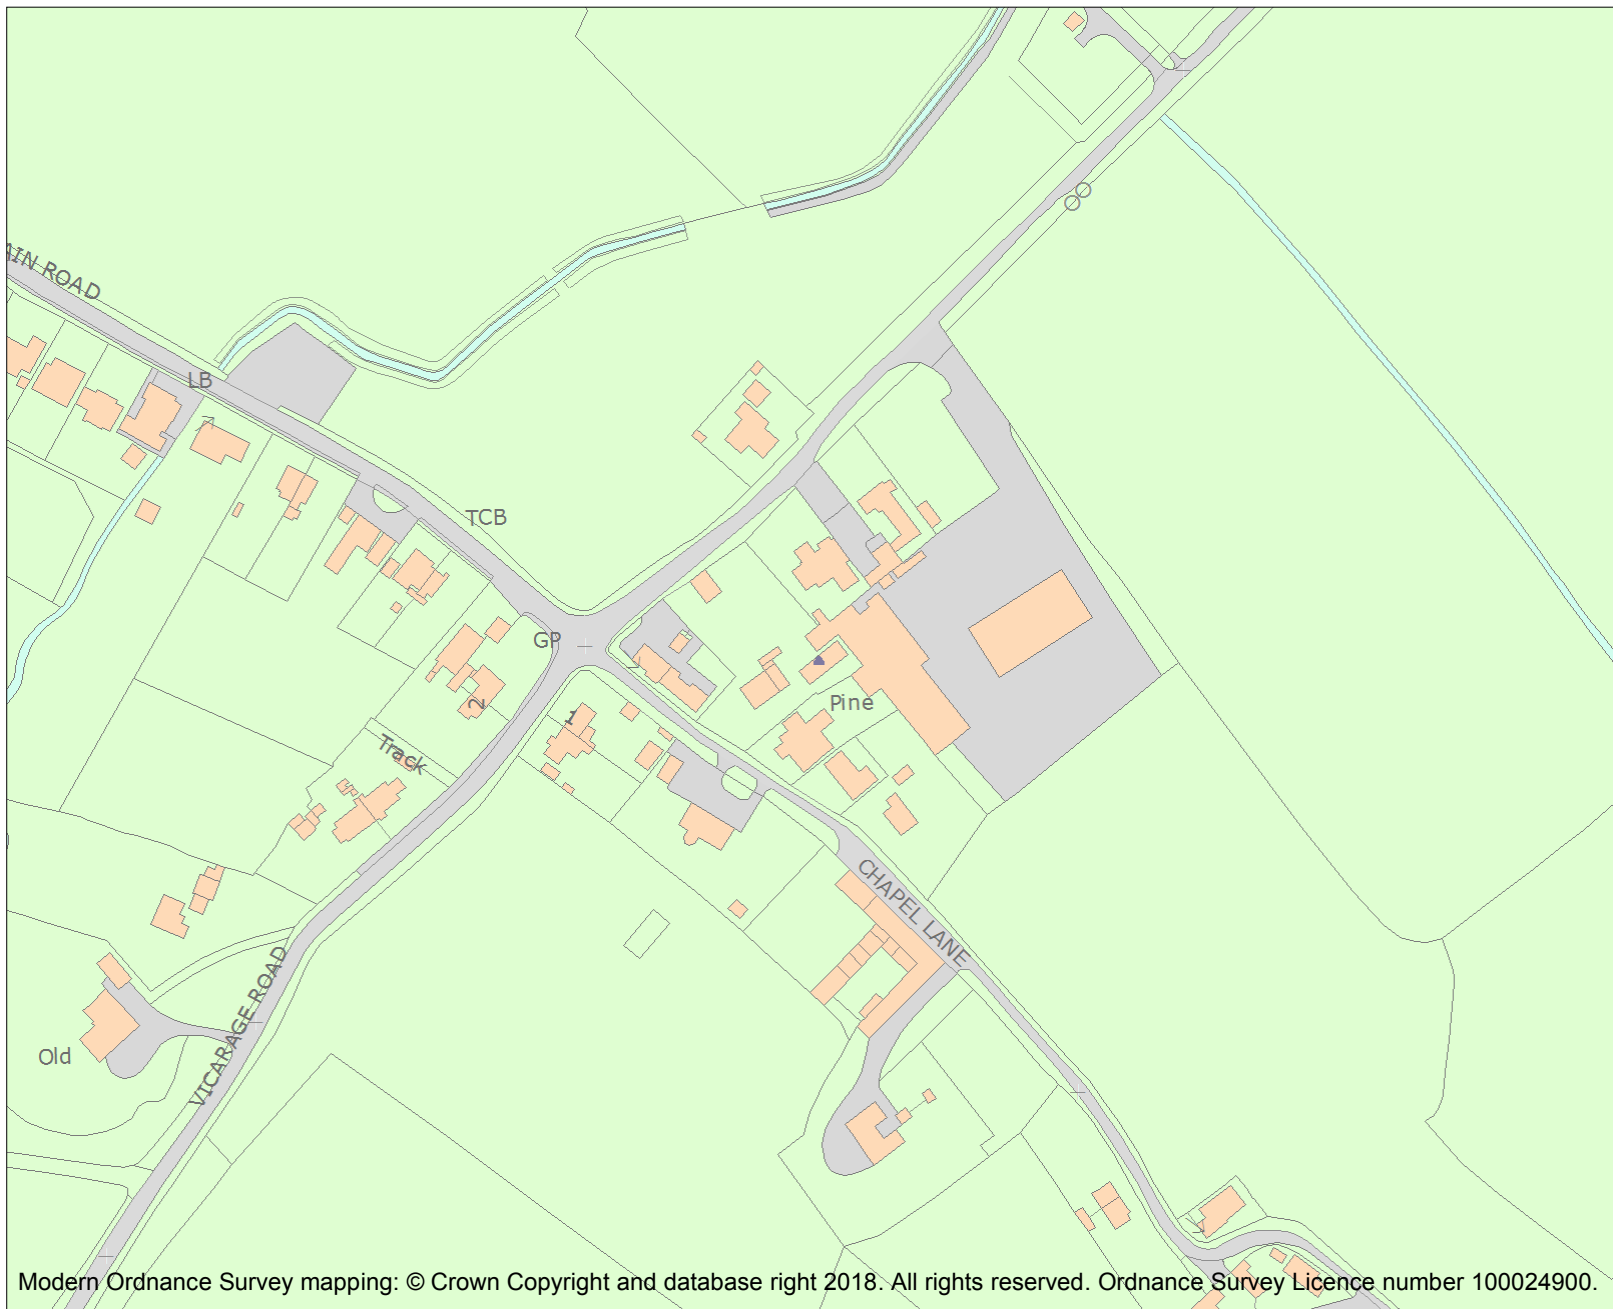 AIN ROAD
LB
TCB
GP
1
2
Pine
Track
CHAPEL LANE
VICARAGE ROAD
Old
Modern Ordnance Survey mapping: © Crown Copyright and database right 2018. All rights reserved. Ordnance Survey Licence number 100024900.